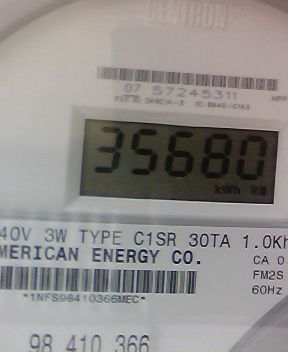 CENTRON
07 57245311
35680
kWh
40V 3W TYPE C1SR 30TA 1.0Kh
MERICAN ENERGY CO.
CA 0
FM2S
60Hz
*1NFS98410366MEC*
98 410 366